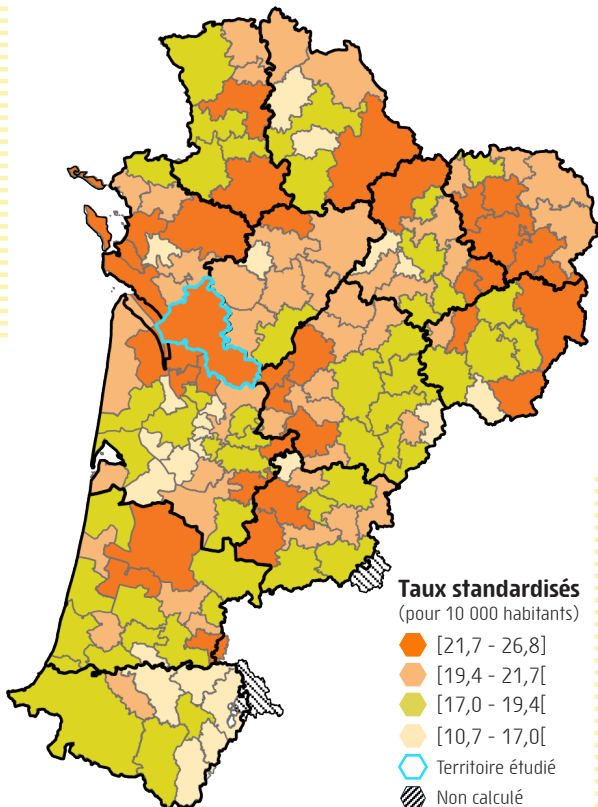 Taux standardisés
(pour 10 000 habitants)
[21,7 - 26,8]
[19,4 - 21,7[
[17,0 - 19,4[
[10,7 - 17,0[
Territoire étudié
Non calculé